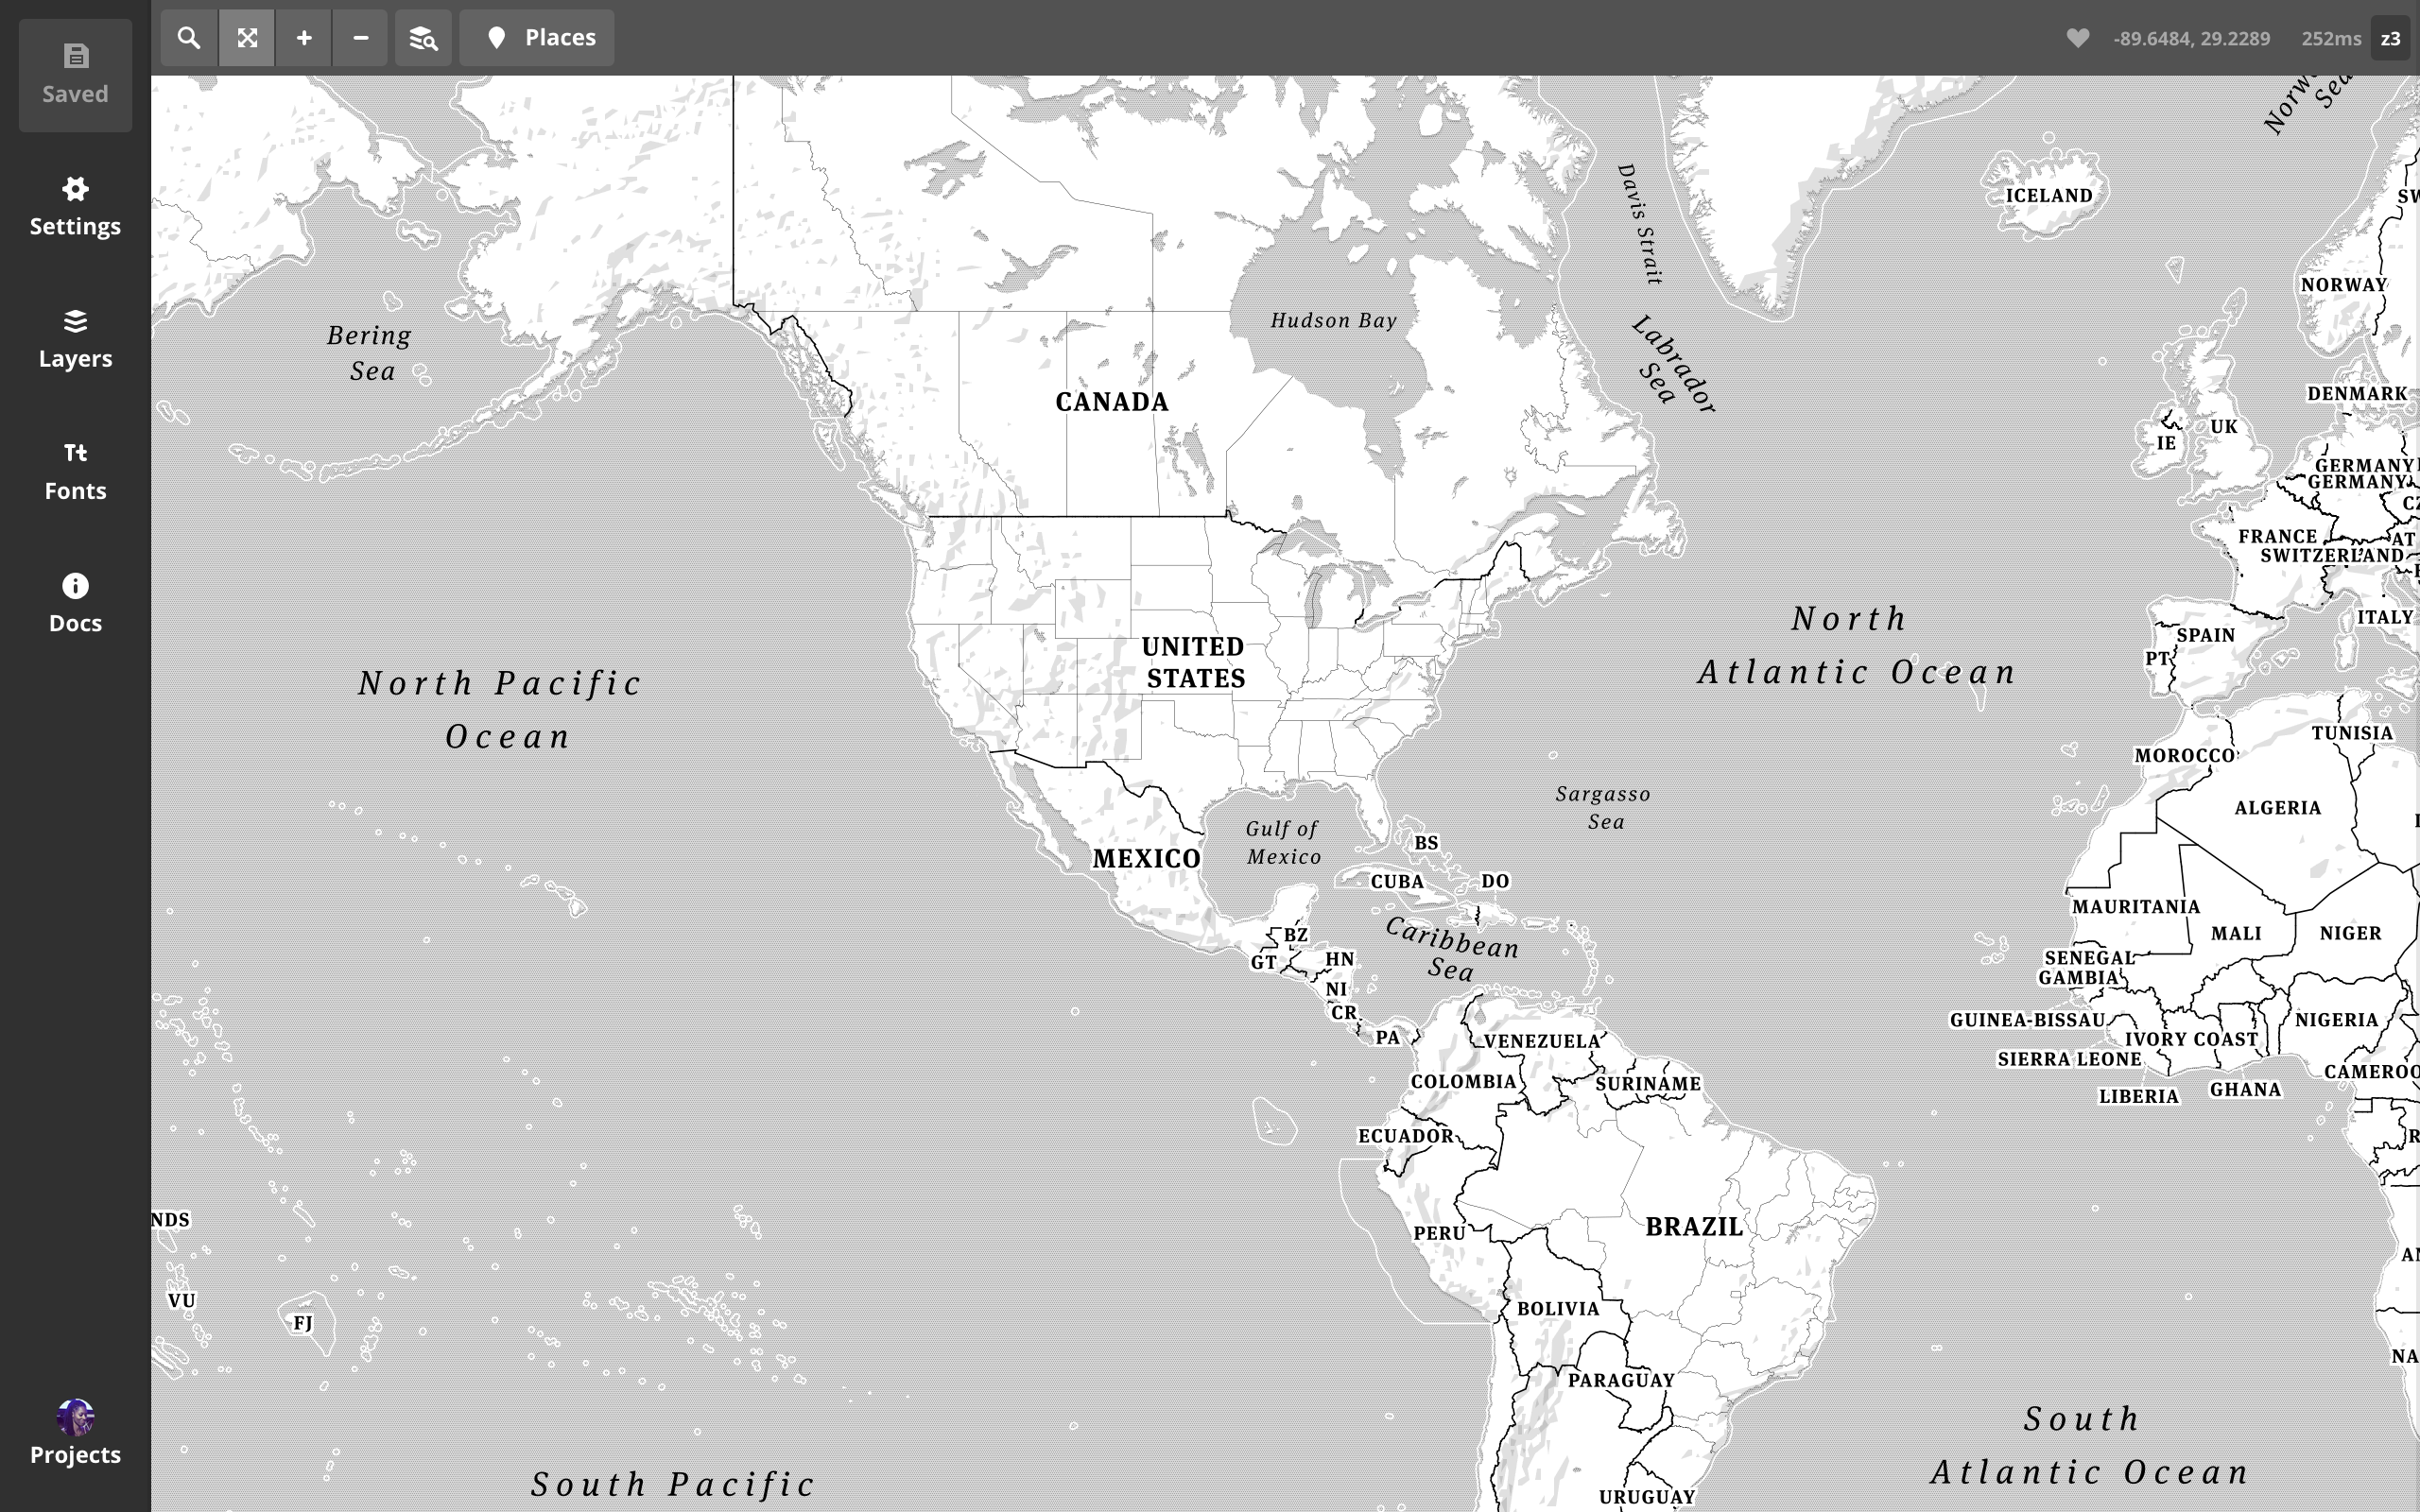 Saved
Settings
Layers
Fonts
Docs
Projects
Places
-89.6484, 29.2289
252ms
z3
Sea
ICELAND
Davis Strait
NORWAY
Hudson Bay
Bering
Sea
Labrador
Sea
DENMARK
CANADA
UK
IE
GERMANY
GERMANY
FRANCE
AT
SWITZERLAND
North
Atlantic Ocean
ITALY
SPAIN
PT
UNITED
STATES
North Pacific
Ocean
TUNISIA
MOROCCO
Sargasso
Sea
ALGERIA
Gulf of
Mexico
BS
MEXICO
CUBA
DO
MAURITANIA
Caribbean
Sea
BZ
MALI
NIGER
GT
HN
SENEGAL
GAMBIA
NI
CR
GUINEA-BISSAU
NIGERIA
PA
VENEZUELA
IVORY COAST
SIERRA LEONE
CAMEROO
COLOMBIA
SURINAME
GHANA
LIBERIA
ECUADOR
NDS
BRAZIL
PERU
VU
BOLIVIA
FJ
NA
PARAGUAY
South
Atlantic Ocean
South Pacific
URUGUAY